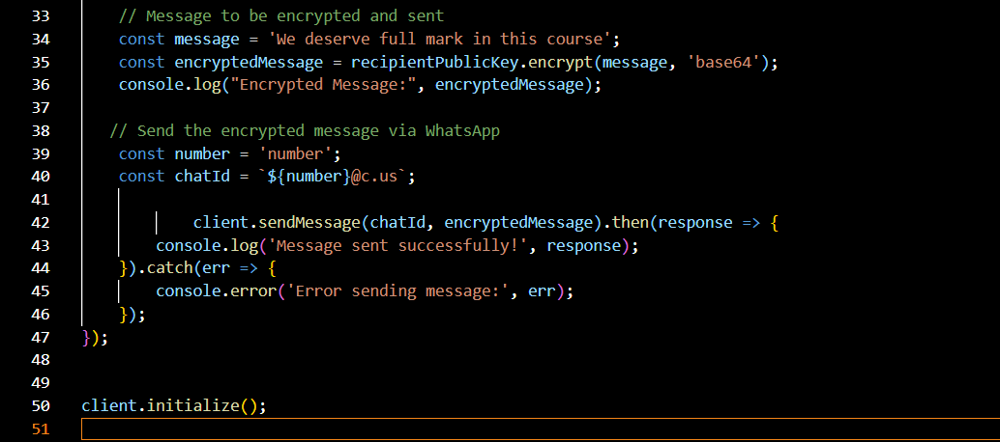 33 // Message to be encrypted and sent
34 const message = 'We deserve full mark in this course';
35 const encryptedMessage = recipientPublicKey.encrypt(message, 'base64');
36 console.log("Encrypted Message:", encryptedMessage);
37
38 // Send the encrypted message via WhatsApp
39 const number = 'number';
40 const chatId = `${number}@c.us`;
41
42 client.sendMessage(chatId, encryptedMessage).then(response => {
43 console.log('Message sent successfully!', response);
44 }).catch(err => {
45 console.error('Error sending message:', err);
46 });
47 });
48
49
50 client.initialize();
51